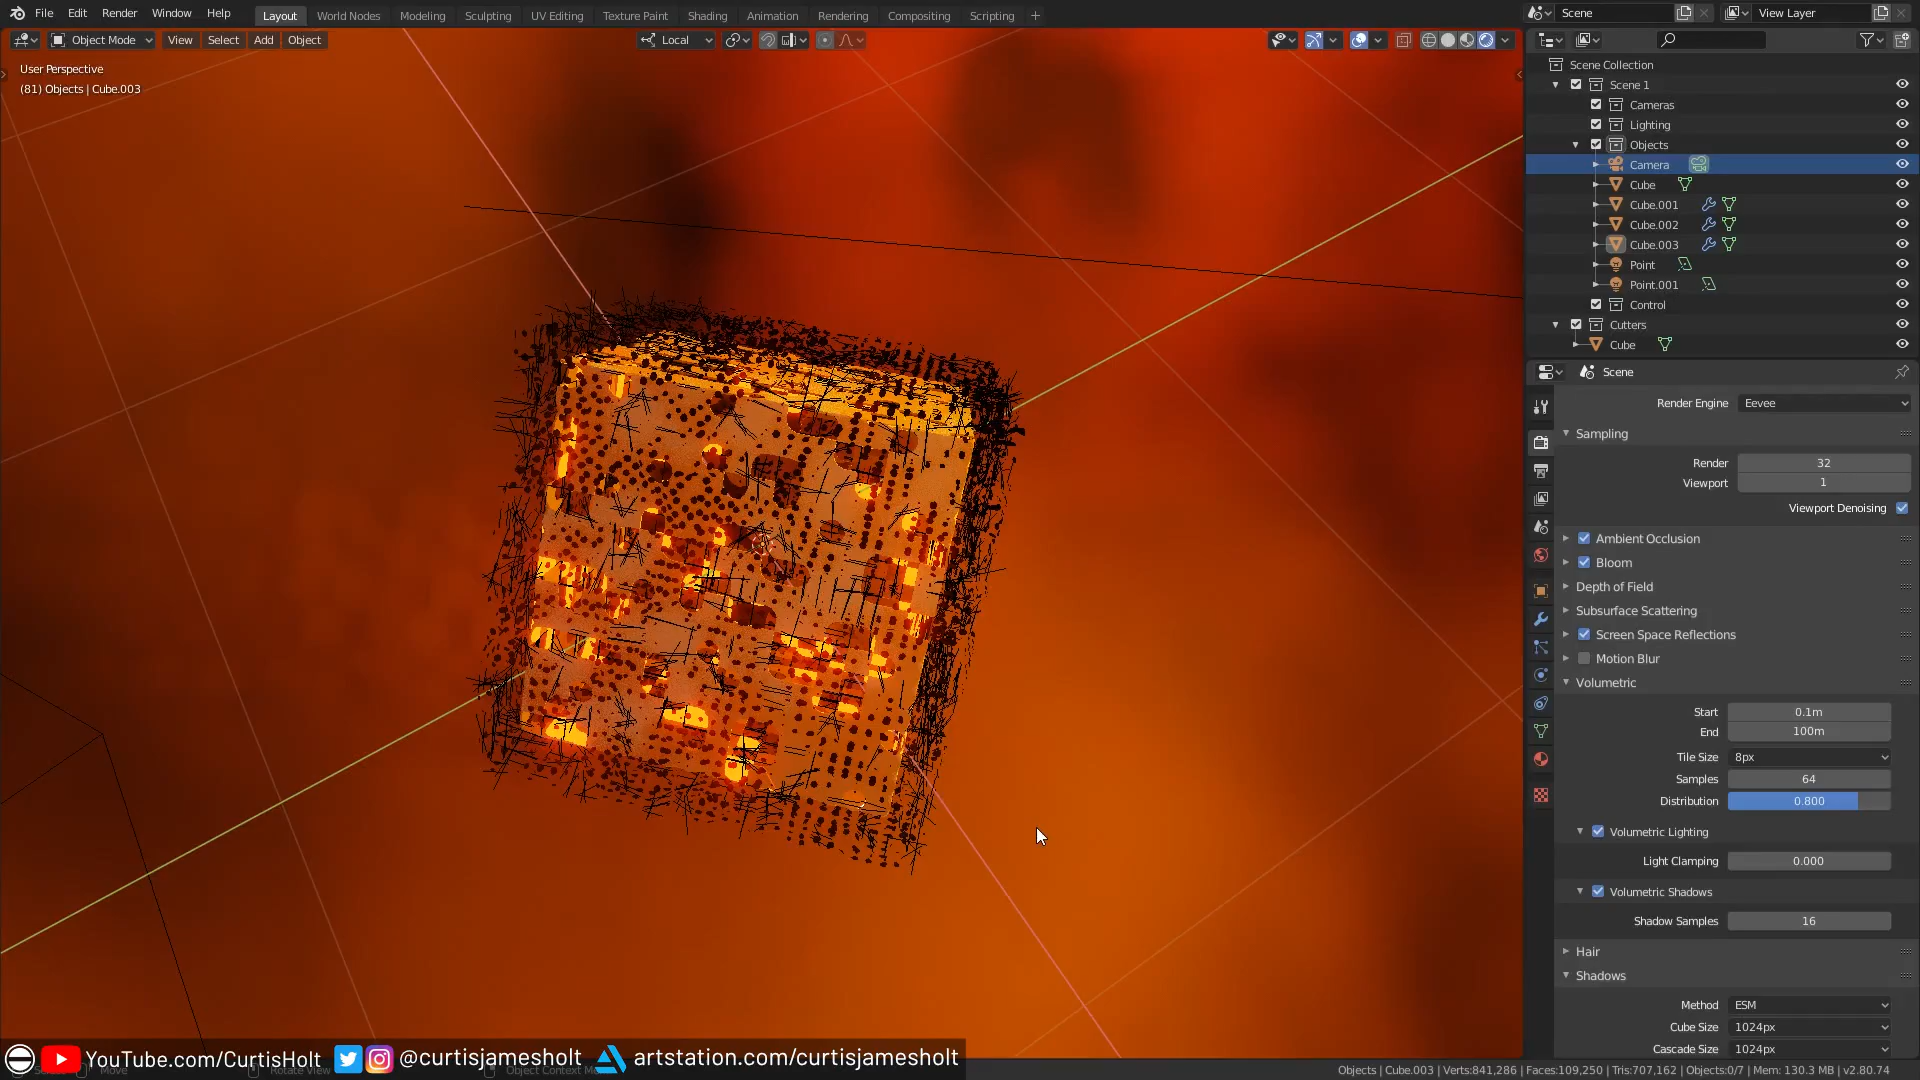 File Edit Render Window Help Layout World Nodes Modeling Sculpting UV Editing Texture Paint Shading Animation Rendering Compositing Scripting +
Scene View Layer
Object Mode View Select Add Object Local
User Perspective
(81) Objects | Cube.003
Scene Collection
Scene 1
Cameras
Lighting
Objects
Camera
Cube
Cube.001
Cube.002
Cube.003
Point
Point.001
Control
Cutters
Cube
Scene
Render Engine Eevee
Sampling
Render 32
Viewport 1
Viewport Denoising
Ambient Occlusion
Bloom
Depth of Field
Subsurface Scattering
Screen Space Reflections
Motion Blur
Volumetric
Start 0.1m
End 100m
Tile Size 8px
Samples 64
Distribution 0.800
Volumetric Lighting
Light Clamping 0.000
Volumetric Shadows
Shadow Samples 16
Hair
Shadows
Method ESM
Cube Size 1024px
Cascade Size 1024px
YouTube.com/CurtisHolt @curtisjamesholt artstation.com/curtisjamesholt
Move Rotate View Object Context
Objects | Cube.003 | Verts:841,286 | Faces:109,250 | Tris:707,162 | Objects:0/7 | Mem: 130.3 MB | v2.80.74